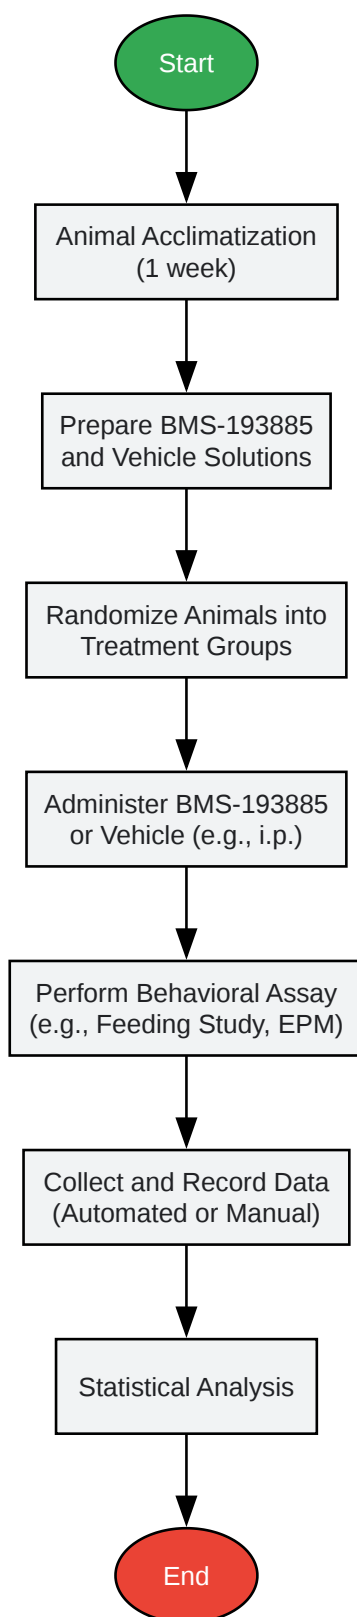 Start
Animal Acclimatization
(1 week)
Prepare BMS-193885
and Vehicle Solutions
Randomize Animals into
Treatment Groups
Administer BMS-193885
or Vehicle (e.g., i.p.)
Perform Behavioral Assay
(e.g., Feeding Study, EPM)
Collect and Record Data
(Automated or Manual)
Statistical Analysis
End